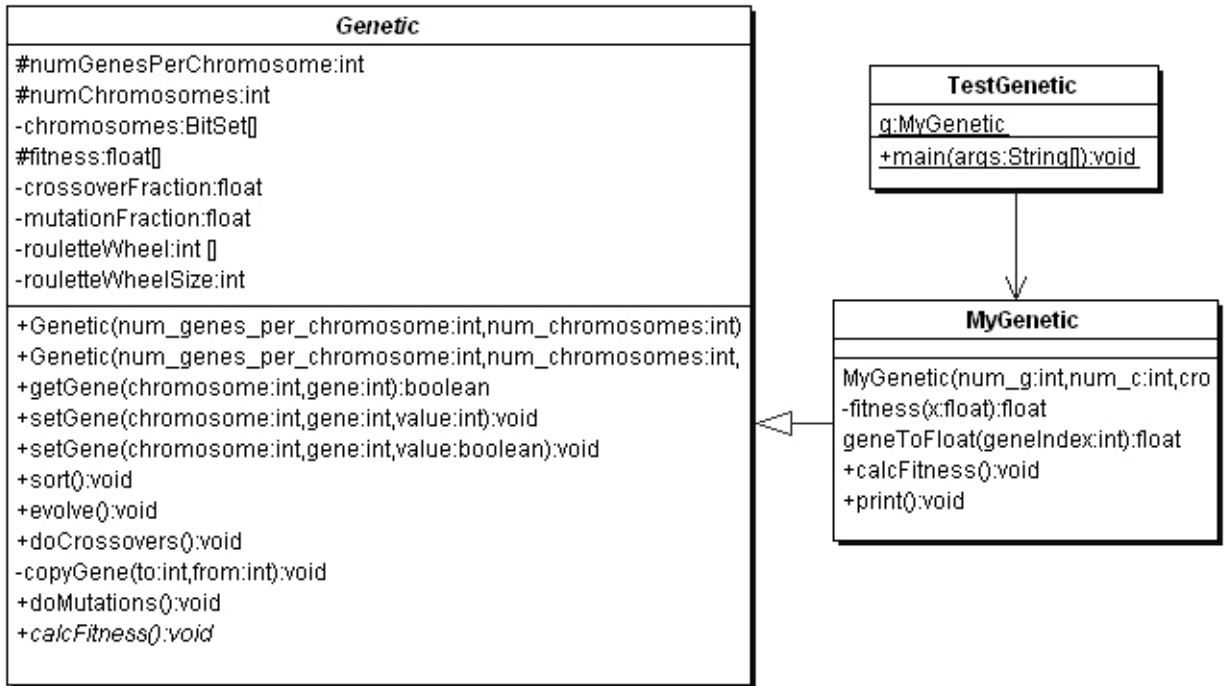 Genetic
#numGenesPerChromosome:int
#numChromosomes:int
-chromosomes:BitSet[]
#fitness:float[]
-crossoverFraction:float
-mutationFraction:float
-rouletteWheel:int []
-rouletteWheelSize:int
+Genetic(num_genes_per_chromosome:int,num_chromosomes:int)
+Genetic(num_genes_per_chromosome:int,num_chromosomes:int,
+getGene(chromosome:int,gene:int):boolean
+setGene(chromosome:int,gene:int,value:int):void
+setGene(chromosome:int,gene:int,value:boolean):void
+sort():void
+evolve():void
+doCrossovers():void
-copyGene(to:int,from:int):void
+doMutations():void
+calcFitness():void
TestGenetic
g:MyGenetic
+main(args:String[]):void
MyGenetic
MyGenetic(num_g:int,num_c:int,cro
-fitness(x:float):float
geneToFloat(geneIndex:int):float
+calcFitness():void
+print():void